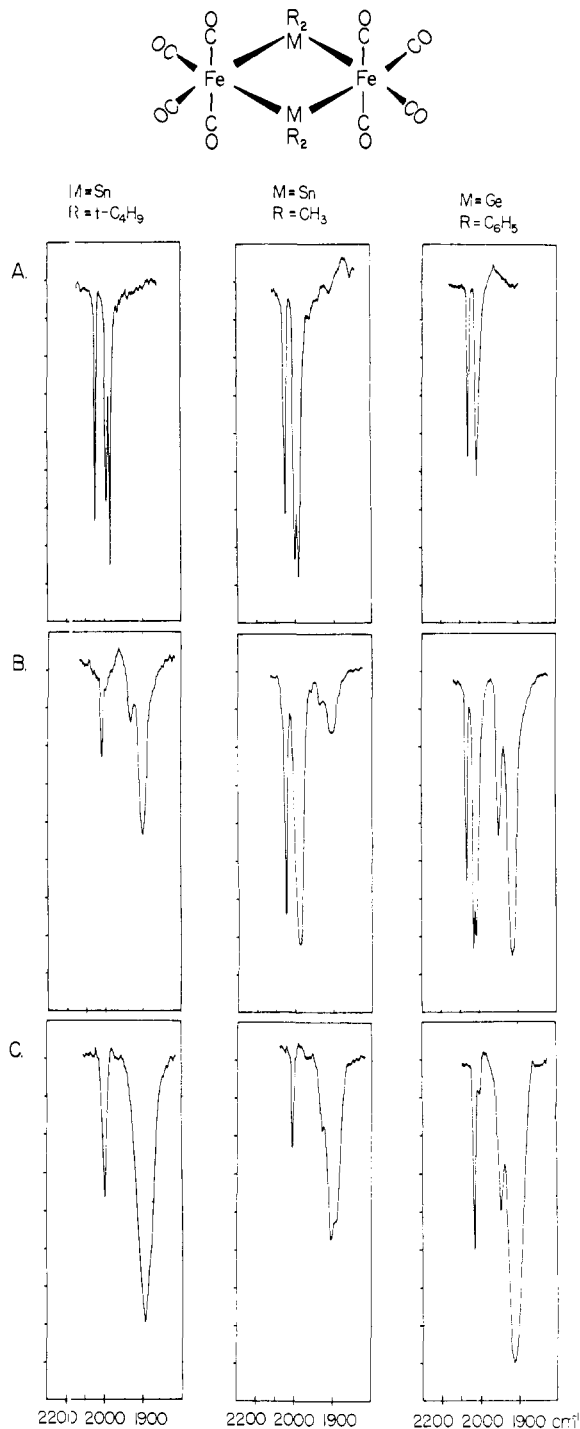 R₂
M
O
C
O
C
OC
CO
Fe
Fe
OC
CO
C
O
C
O
M
R₂
M=Sn
R=t-C₄H₉
M=Sn
R=CH₃
M=Ge
R=C₆H₅
A.
B.
C.
2200 2000 1900
2200 2000 1900
2200 2000 1900 cm⁻¹